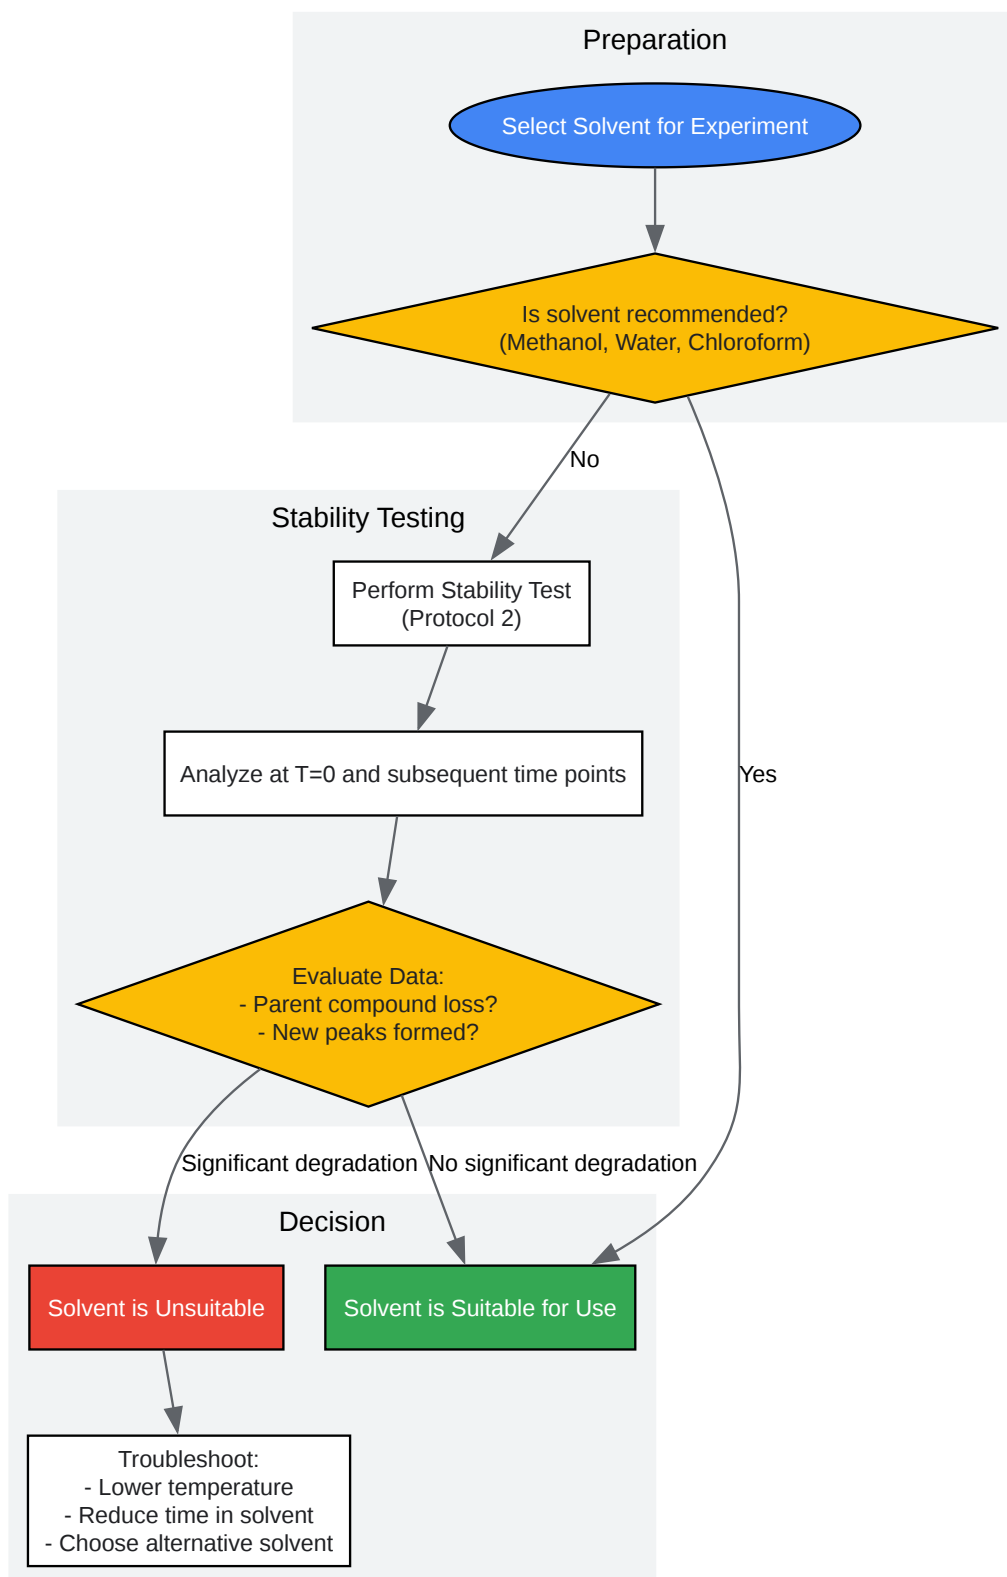 Preparation
Select Solvent for Experiment
Is solvent recommended?
(Methanol, Water, Chloroform)
No
Stability Testing
Perform Stability Test
(Protocol 2)
Analyze at T=0 and subsequent time points
Yes
Evaluate Data:
- Parent compound loss?
- New peaks formed?
Significant degradation
No significant degradation
Decision
Solvent is Unsuitable
Solvent is Suitable for Use
Troubleshoot:
- Lower temperature
- Reduce time in solvent
- Choose alternative solvent